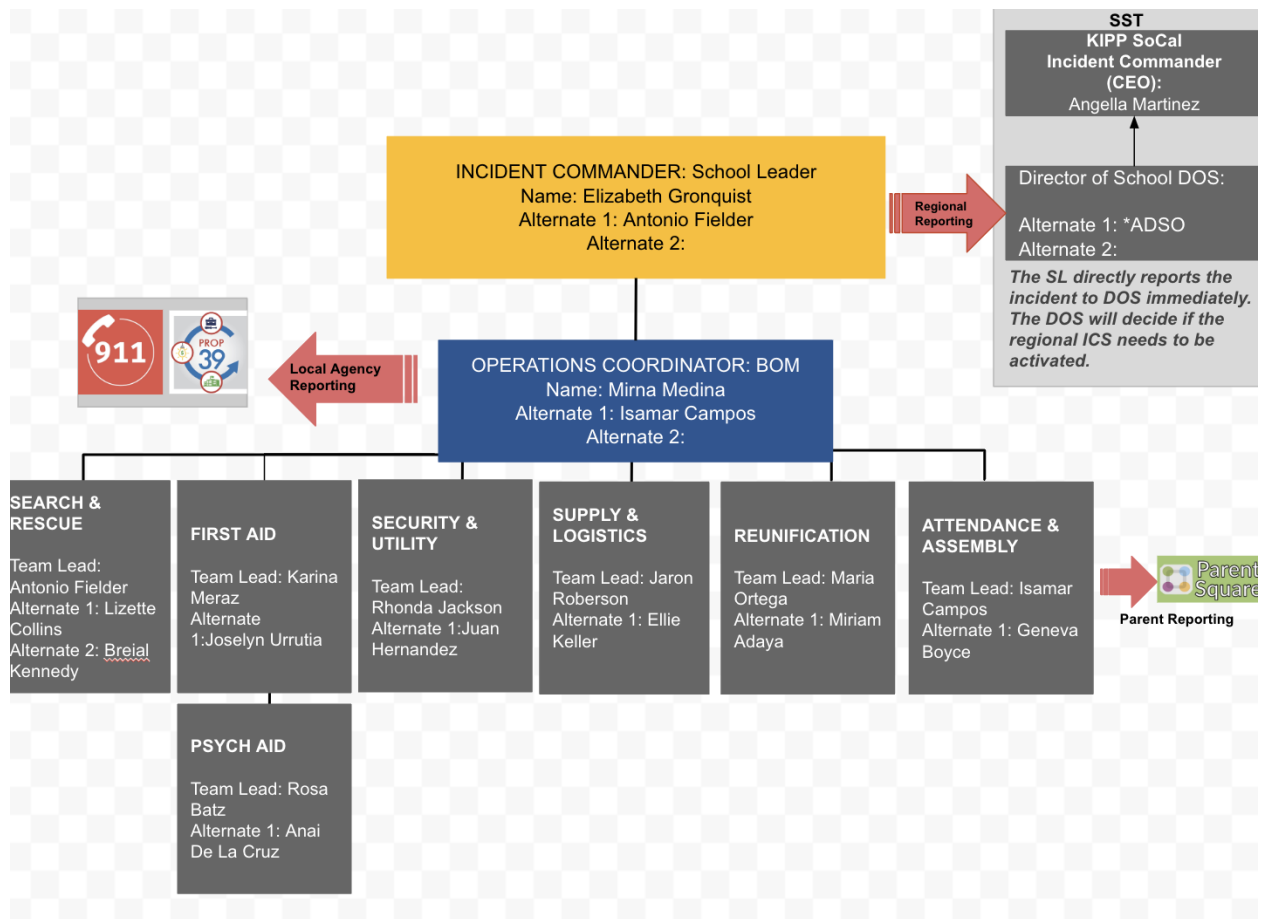 SST
KIPP SoCal
Incident Commander
(CEO):
Angella Martinez
INCIDENT COMMANDER: School Leader
Name: Elizabeth Gronquist
Alternate 1: Antonio Fielder
Alternate 2:
Regional
Reporting
Director of School DOS:
Alternate 1: *ADSO
Alternate 2:
The SL directly reports the
incident to DOS immediately.
The DOS will decide if the
regional ICS needs to be
activated.
911
PROP
39
Local Agency
Reporting
OPERATIONS COORDINATOR: BOM
Name: Mirna Medina
Alternate 1: Isamar Campos
Alternate 2:
SEARCH &
RESCUE
Team Lead:
Antonio Fielder
Alternate 1: Lizette
Collins
Alternate 2: Breial
Kennedy
FIRST AID
Team Lead: Karina
Meraz
Alternate
1:Joselyn Urrutia
SECURITY &
UTILITY
Team Lead:
Rhonda Jackson
Alternate 1:Juan
Hernandez
SUPPLY &
LOGISTICS
Team Lead: Jaron
Roberson
Alternate 1: Ellie
Keller
REUNIFICATION
Team Lead: Maria
Ortega
Alternate 1: Miriam
Adaya
ATTENDANCE &
ASSEMBLY
Team Lead: Isamar
Campos
Alternate 1: Geneva
Boyce
Parent
Square
Parent Reporting
PSYCH AID
Team Lead: Rosa
Batz
Alternate 1: Anai
De La Cruz